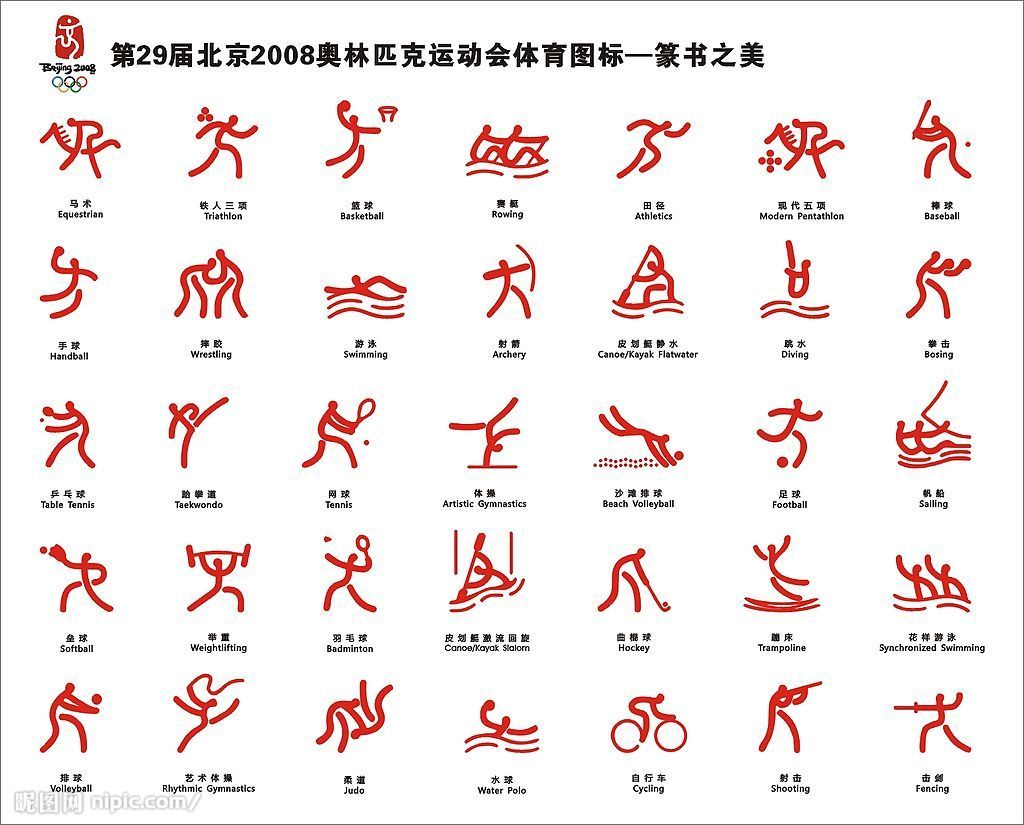 Beijing 2008
第29届北京2008奥林匹克运动会体育图标—篆书之美
马术
Equestrian
铁人三项
Triathlon
篮球
Basketball
赛艇
Rowing
田径
Athletics
现代五项
Modern Pentathlon
棒球
Baseball
手球
Handball
摔胶
Wrestling
游泳
Swimming
射箭
Archery
皮划艇静水
Canoe/Kayak Flatwater
跳水
Diving
拳击
Bosing
乒乓球
Table Tennis
跆拳道
Taekwondo
网球
Tennis
体操
Artistic Gymnastics
沙滩排球
Beach Volleyball
足球
Football
帆船
Sailing
垒球
Softball
举重
Weightlifting
羽毛球
Badminton
皮划艇激流回旋
Canoe/Kayak Slalom
曲棍球
Hockey
蹦床
Trampoline
花样游泳
Synchronized Swimming
排球
Volleyball
艺术体操
Rhythmic Gymnastics
柔道
Judo
水球
Water Polo
自行车
Cycling
射击
Shooting
击剑
Fencing
昵图网 nipic.com/